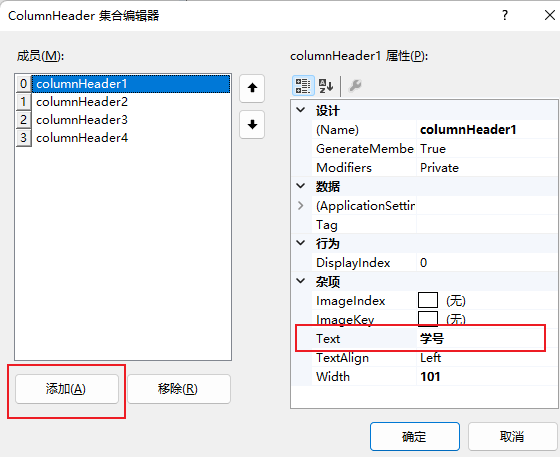 ColumnHeader 集合编辑器 ? ×
成员(M):
0 columnHeader1
1 columnHeader2
2 columnHeader3
3 columnHeader4
添加(A) 移除(R)
columnHeader1 属性(P):
设计
(Name) columnHeader1
GenerateMembe True
Modifiers Private
数据
(ApplicationSettin
Tag
行为
DisplayIndex 0
杂项
ImageIndex (无)
ImageKey (无)
Text 学号
TextAlign Left
Width 101
确定 取消